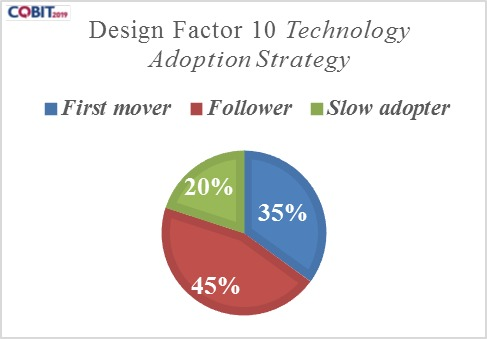 COBIT 2019
Design Factor 10 Technology
Adoption Strategy
First mover Follower Slow adopter
20%
35%
45%